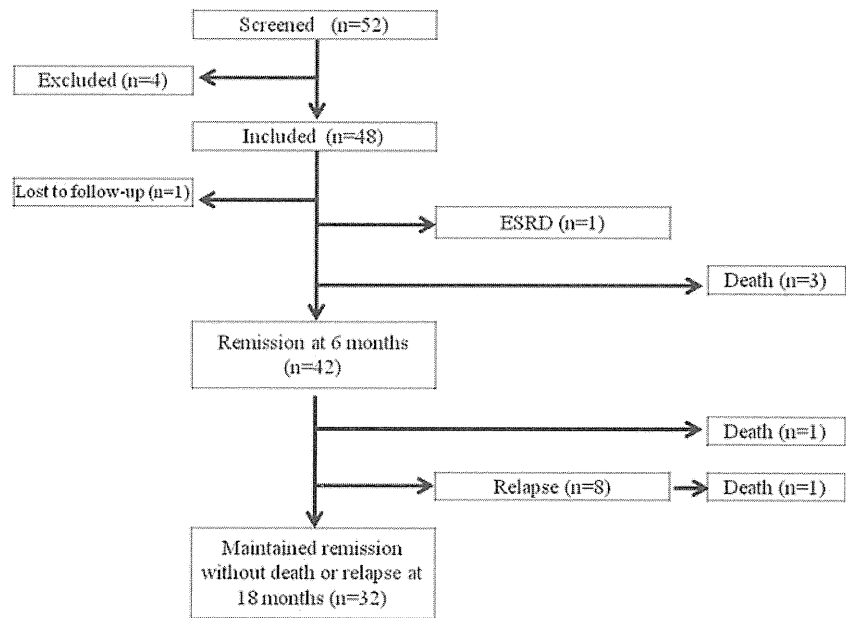 Screened (n=52)
Excluded (n=4)
Included (n=48)
Lost to follow-up (n=1)
ESRD (n=1)
Death (n=3)
Remission at 6 months
(n=42)
Death (n=1)
Relapse (n=8)
Death (n=1)
Maintained remission
without death or relapse at
18 months (n=32)